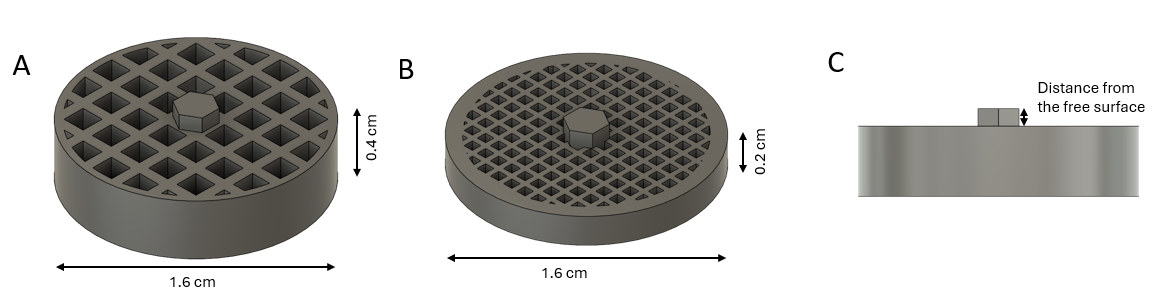 A
0.4 cm
1.6 cm
B
0.2 cm
1.6 cm
C
Distance from
the free surface